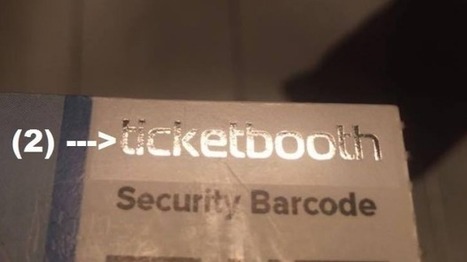 (2) ---> ticketbooth
Security Barcode